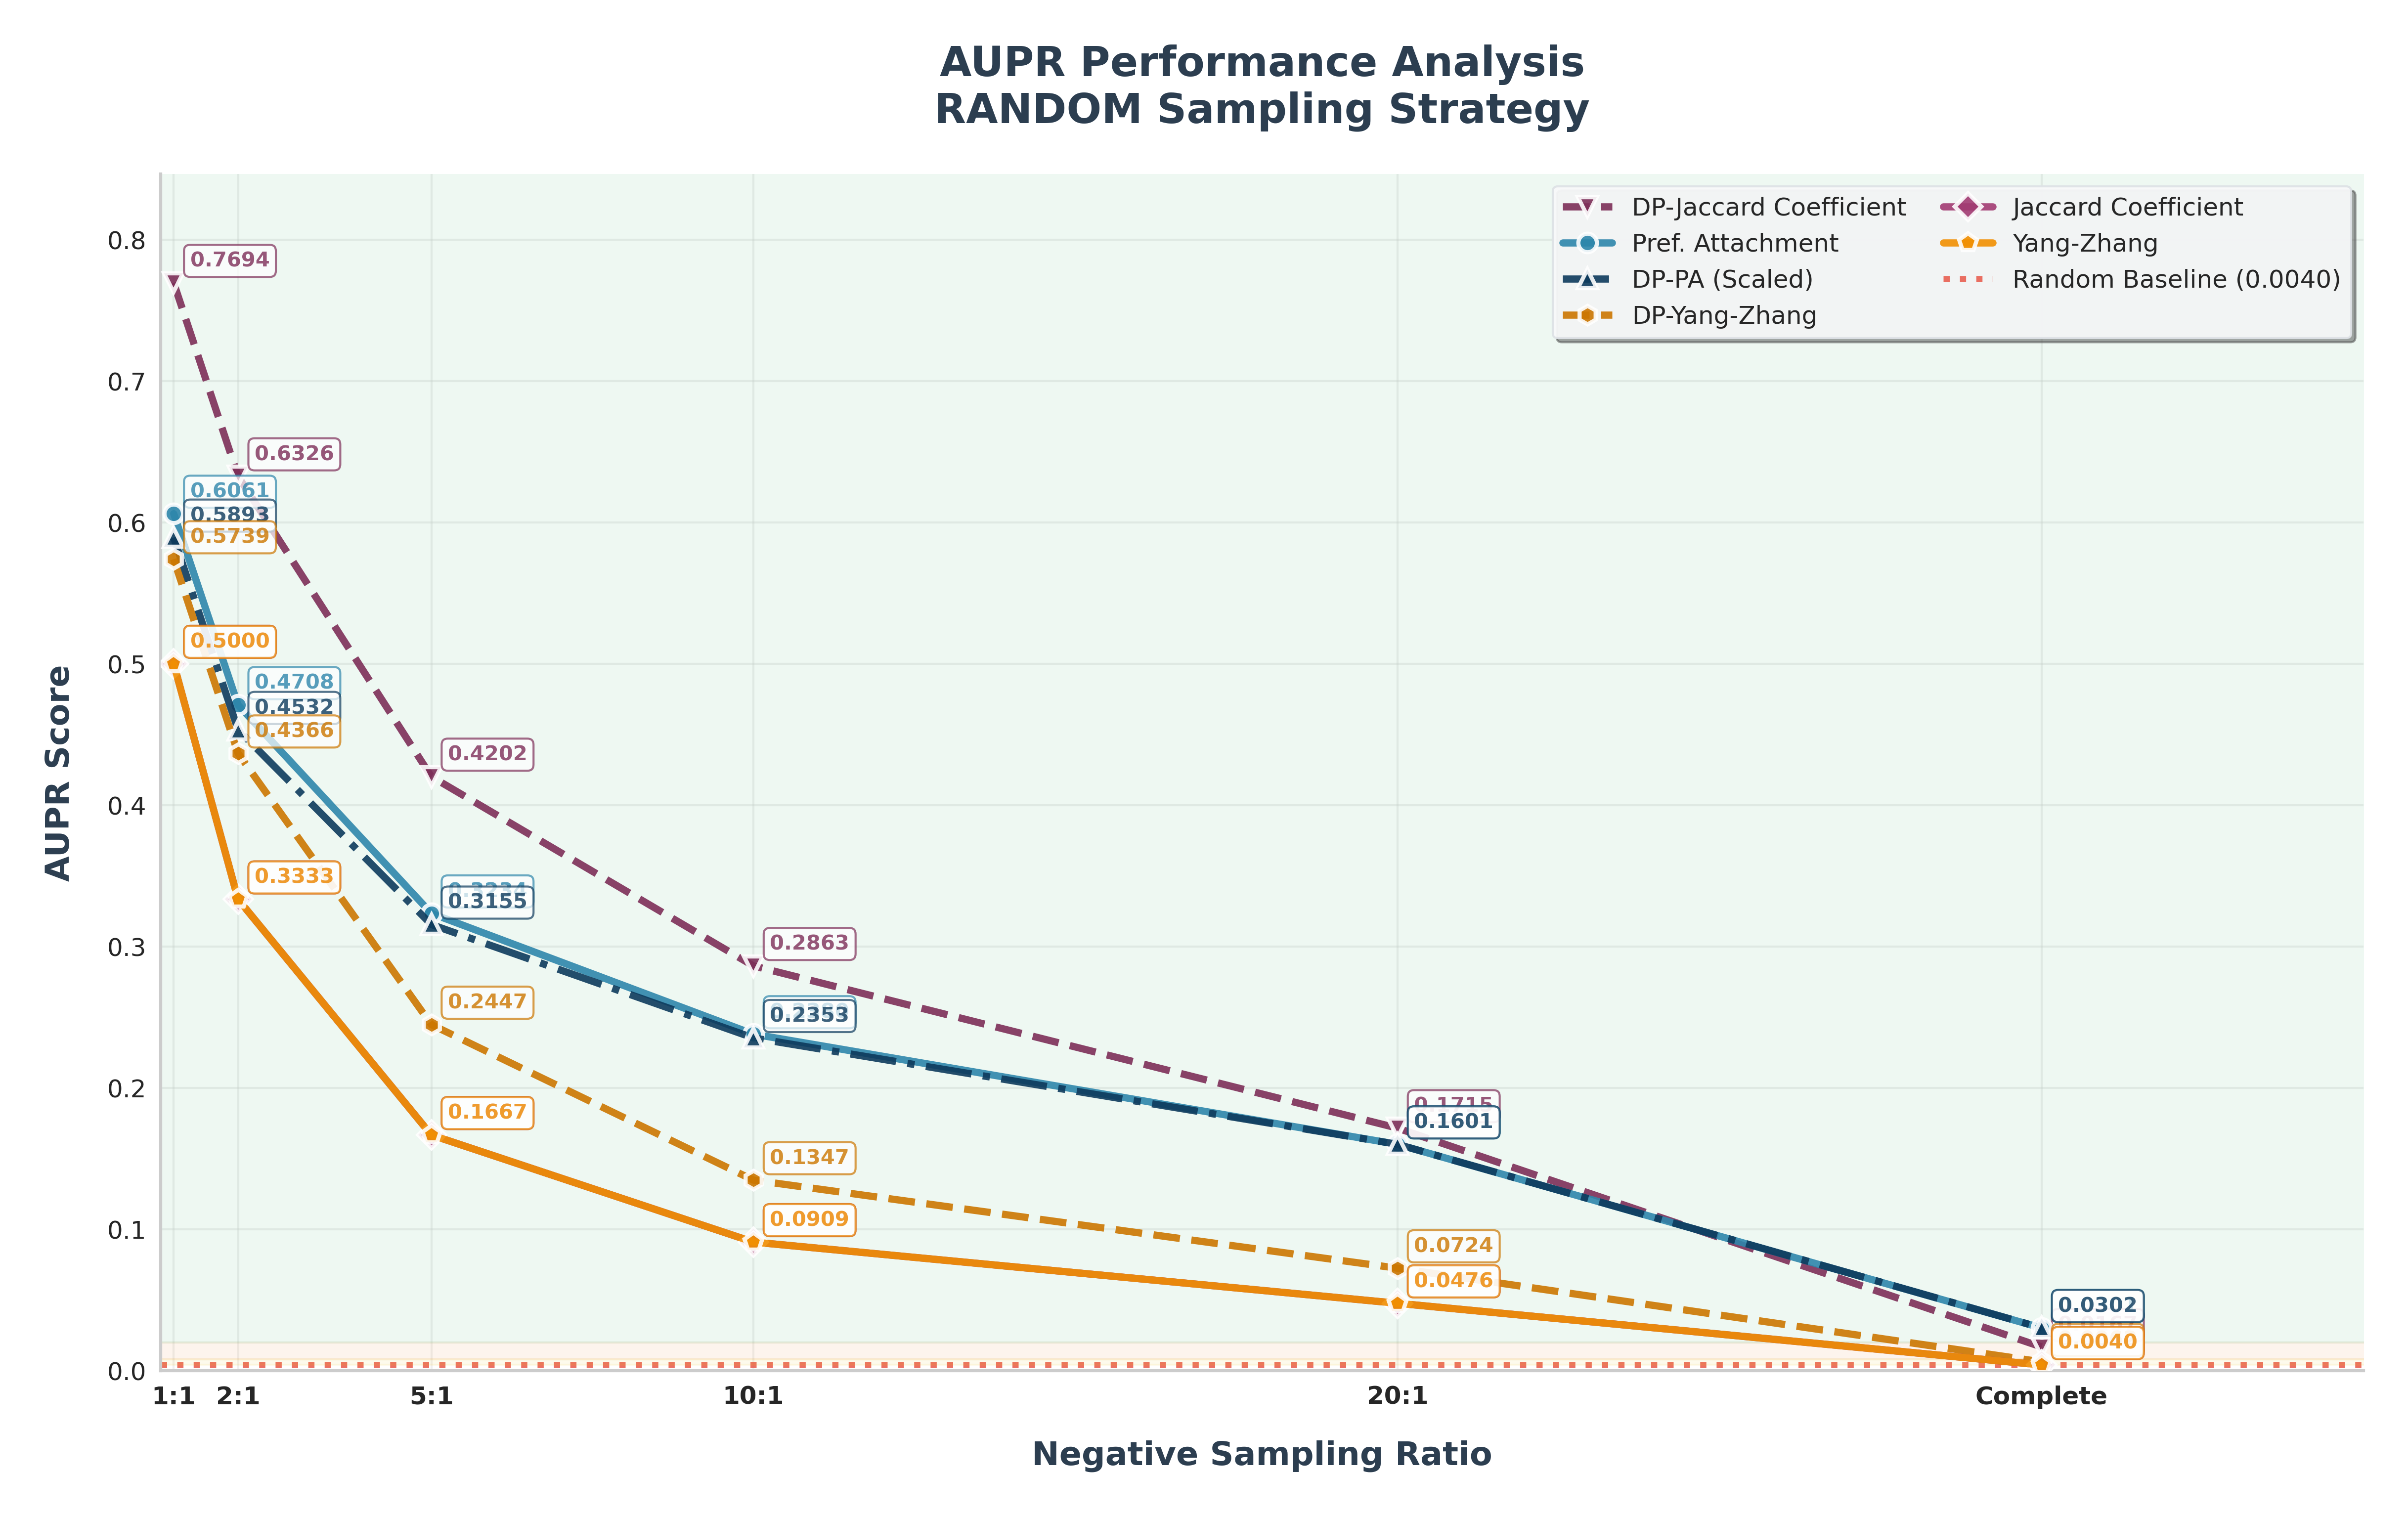 AUPR Performance Analysis
RANDOM Sampling Strategy
DP-Jaccard Coefficient
Pref. Attachment
DP-PA (Scaled)
DP-Yang-Zhang
Jaccard Coefficient
Yang-Zhang
Random Baseline (0.0040)
AUPR Score
0.8
0.7
0.6
0.5
0.4
0.3
0.2
0.1
0.0
0.7694
0.6326
0.6061
0.5893
0.5739
0.5000
0.4708
0.4532
0.4366
0.4202
0.3333
0.3234
0.3155
0.2863
0.2447
0.2353
0.1667
0.1347
0.0909
0.1715
0.1601
0.0724
0.0476
0.0302
0.0040
1:1 2:1 5:1 10:1 20:1 Complete
Negative Sampling Ratio